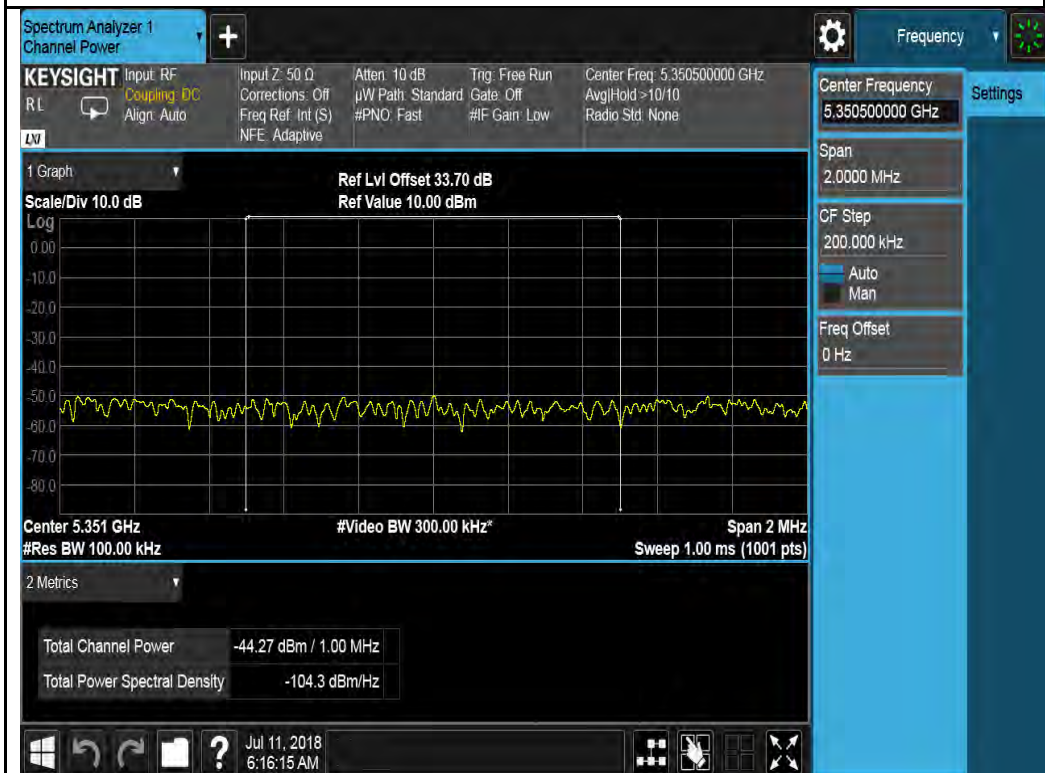 Spectrum Analyzer 1
Channel Power
+
Frequency
KEYSIGHT
R L
LXI
Input: RF
Coupling: DC
Align: Auto
Input Z: 50 Ω
Corrections: Off
Freq Ref: Int (S)
NFE: Adaptive
Atten: 10 dB
µW Path: Standard
#PNO: Fast
Trig: Free Run
Gate: Off
#IF Gain: Low
Center Freq: 5.350500000 GHz
Avg|Hold >10/10
Radio Std: None
Center Frequency
5.350500000 GHz
Settings
Span
2.0000 MHz
CF Step
200.000 kHz
Auto
Man
Freq Offset
0 Hz
1 Graph
Scale/Div 10.0 dB
Ref Lvl Offset 33.70 dB
Ref Value 10.00 dBm
Log
0.00
-10.0
-20.0
-30.0
-40.0
-50.0
-60.0
-70.0
-80.0
Center 5.351 GHz
#Res BW 100.00 kHz
#Video BW 300.00 kHz*
Span 2 MHz
Sweep 1.00 ms (1001 pts)
2 Metrics
Total Channel Power -44.27 dBm / 1.00 MHz
Total Power Spectral Density -104.3 dBm/Hz
?
Jul 11, 2018
6:16:15 AM